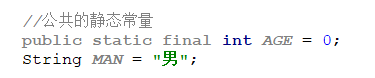 //公共的静态常量
public static final int AGE = 0;
String MAN = "男";